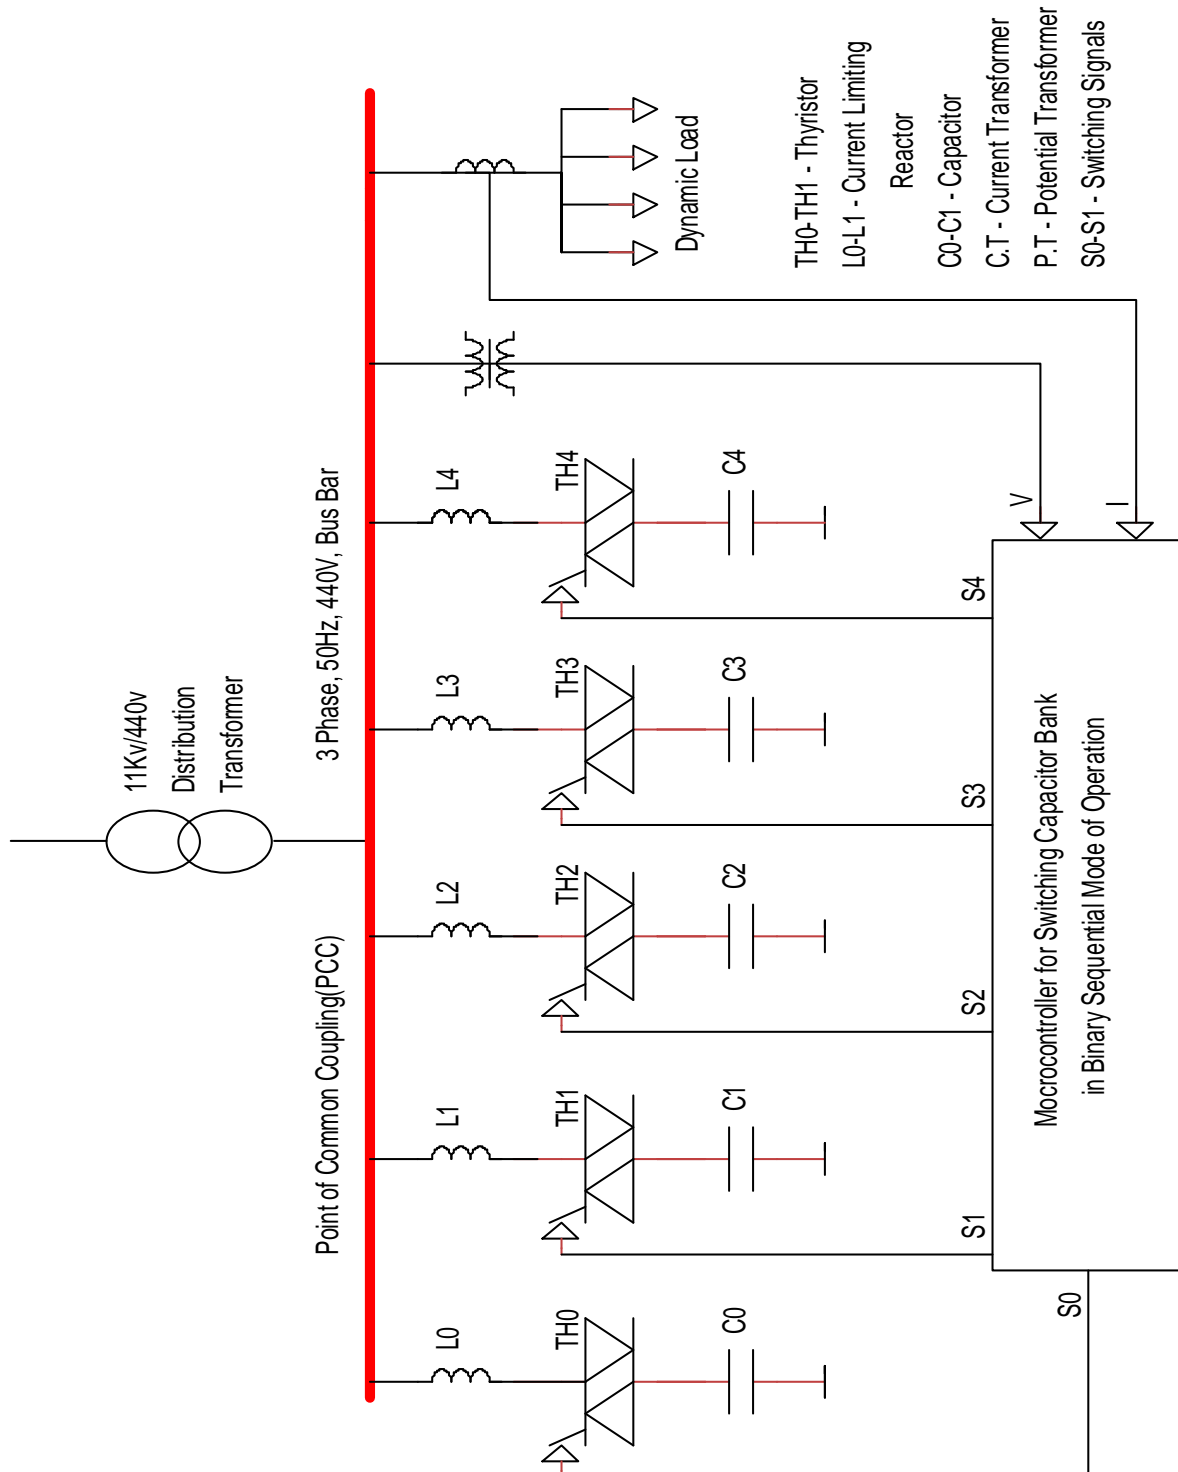 11Kv/440v
Distribution
Transformer
Point of Common Coupling(PCC)
3 Phase, 50Hz, 440V, Bus Bar
L0
L1
L2
L3
L4
TH0
TH1
TH2
TH3
TH4
C0
C1
C2
C3
C4
Dynamic Load
TH0-TH1 - Thyristor
L0-L1 - Current Limiting
Reactor
C0-C1 - Capacitor
C.T - Current Transformer
P.T - Potential Transformer
S0-S1 - Switching Signals
S0
S1
S2
S3
S4
V
I
Mocrocontroller for Switching Capacitor Bank
in Binary Sequential Mode of Operation